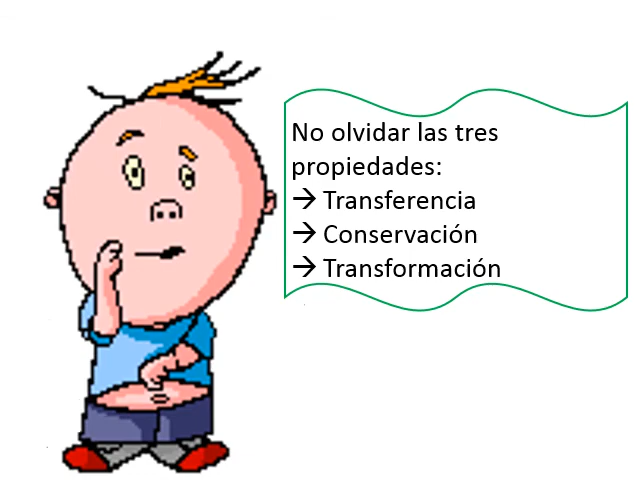 No olvidar las tres
propiedades:
→ Transferencia
→ Conservación
→ Transformación